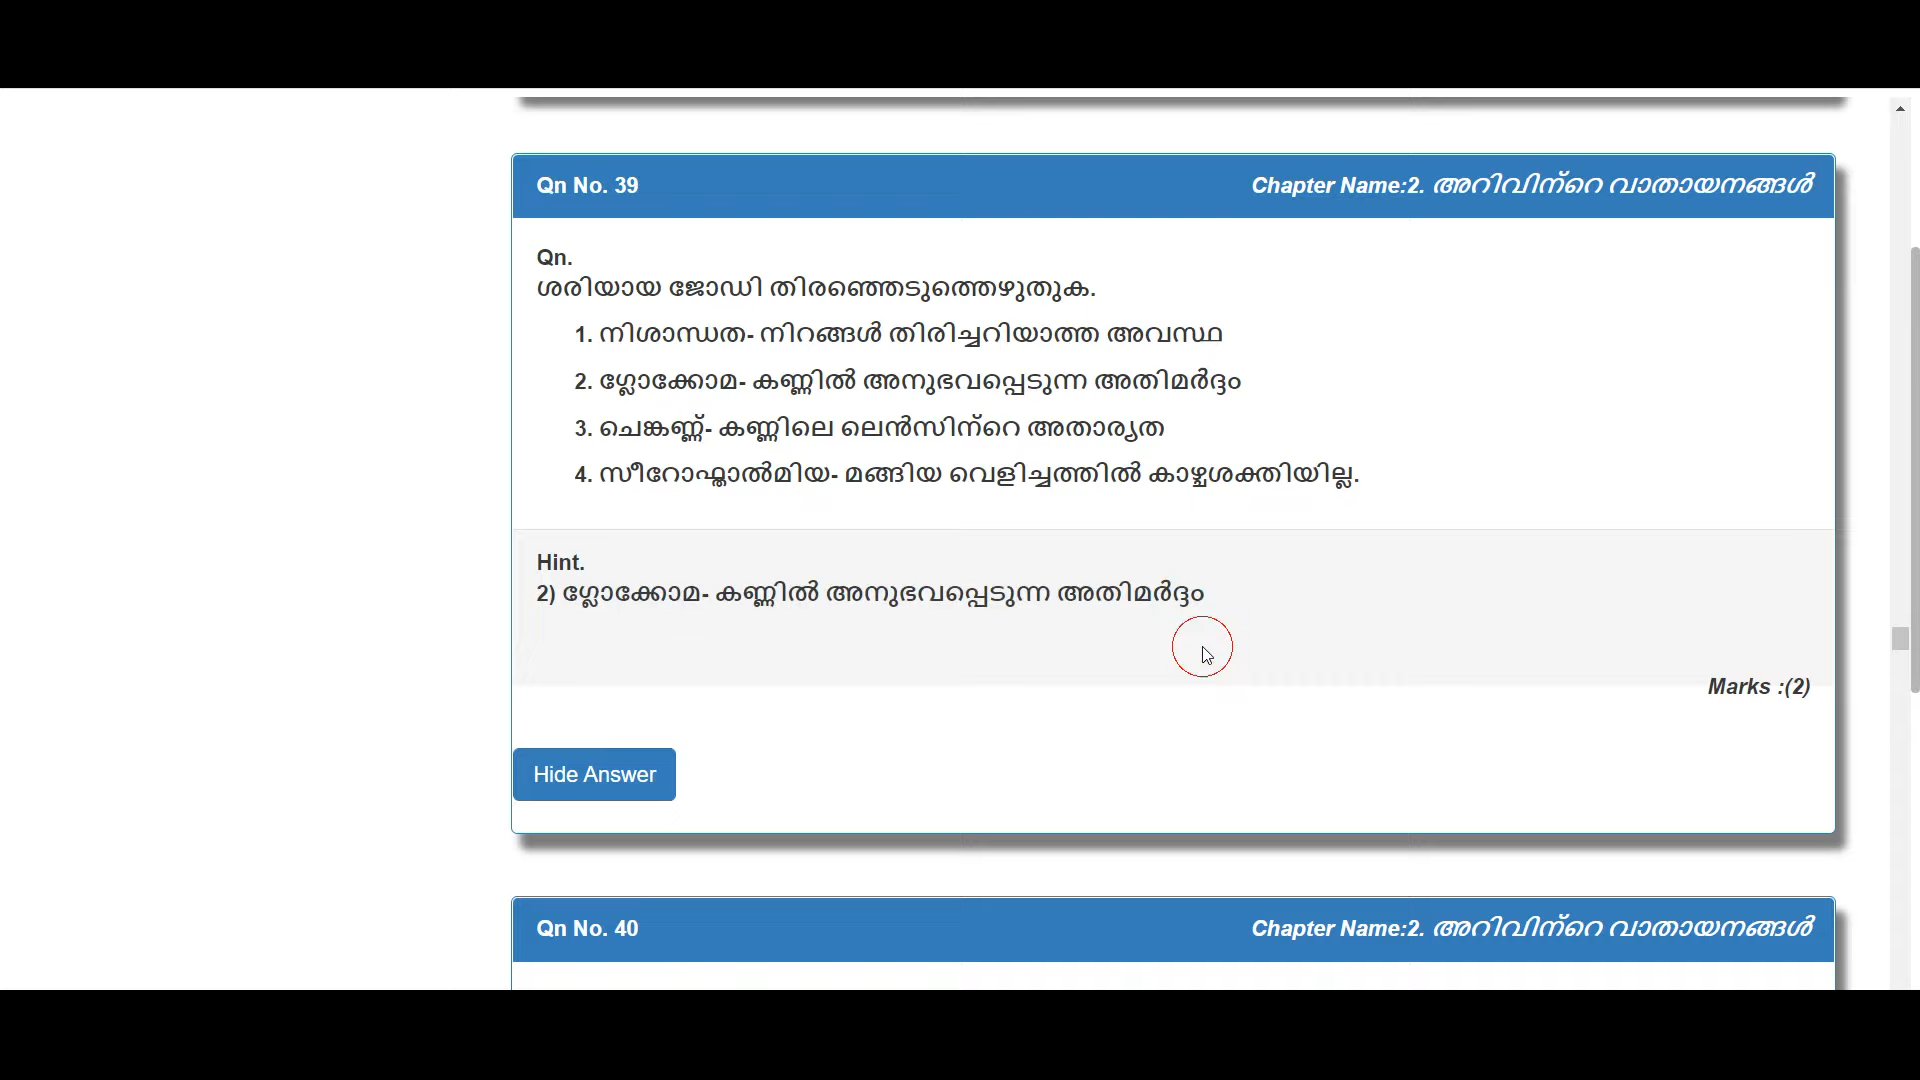 Qn No. 39
Chapter Name:2. അറിവിന്റെ വാതായനങ്ങൾ
Qn.
ശരിയായ ജോഡി തിരഞ്ഞെടുത്തെഴുതുക.
1. നിശാന്ധത- നിറങ്ങൾ തിരിച്ചറിയാത്ത അവസ്ഥ
2. ഗ്ലോക്കോമ- കണ്ണിൽ അനുഭവപ്പെടുന്ന അതിമർദ്ദം
3. ചെങ്കണ്ണ്- കണ്ണിലെ ലെൻസിന്റെ അതാര്യത
4. സീറോഫ്താൽമിയ- മങ്ങിയ വെളിച്ചത്തിൽ കാഴ്ചശക്തിയില്ല.
Hint.
2) ഗ്ലോക്കോമ- കണ്ണിൽ അനുഭവപ്പെടുന്ന അതിമർദ്ദം
Marks :(2)
Hide Answer
Qn No. 40
Chapter Name:2. അറിവിന്റെ വാതായനങ്ങൾ